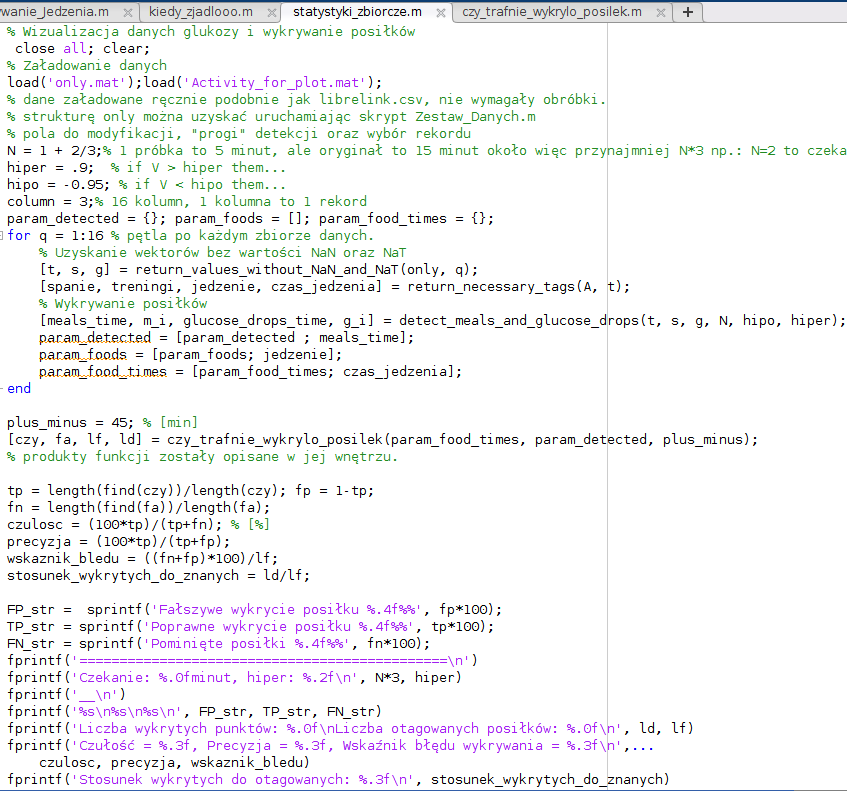 wanie_Jedzenia.m × kiedy_zjadlooo.m × statystyki_zbiorcze.m × czy_trafnie_wykrylo_posilek.m × +
% Wizualizacja danych glukozy i wykrywanie posiłków
close all; clear;
% Załadowanie danych
load('only.mat');load('Activity_for_plot.mat');
% dane załadowane ręcznie podobnie jak librelink.csv, nie wymagały obróbki.
% strukturę only można uzyskać uruchamiając skrypt Zestaw_Danych.m
% pola do modyfikacji, "progi" detekcji oraz wybór rekordu
N = 1 + 2/3;% 1 próbka to 5 minut, ale oryginał to 15 minut około więc przynajmniej N*3 np.: N=2 to czeka
hiper = .9;  % if V > hiper them...
hipo = -0.95; % if V < hipo them...
column = 3;% 16 kolumn, 1 kolumna to 1 rekord
param_detected = {}; param_foods = []; param_food_times = {};
for q = 1:16 % pętla po każdym zbiorze danych.
    % Uzyskanie wektorów bez wartości NaN oraz NaT
    [t, s, g] = return_values_without_NaN_and_NaT(only, q);
    [spanie, treningi, jedzenie, czas_jedzenia] = return_necessary_tags(A, t);
    % Wykrywanie posiłków
    [meals_time, m_i, glucose_drops_time, g_i] = detect_meals_and_glucose_drops(t, s, g, N, hipo, hiper);
    param_detected = [param_detected ; meals_time];
    param_foods = [param_foods; jedzenie];
    param_food_times = [param_food_times; czas_jedzenia];
end
plus_minus = 45; % [min]
[czy, fa, lf, ld] = czy_trafnie_wykrylo_posilek(param_food_times, param_detected, plus_minus);
% produkty funkcji zostały opisane w jej wnętrzu.
tp = length(find(czy))/length(czy); fp = 1-tp;
fn = length(find(fa))/length(fa);
czulosc = (100*tp)/(tp+fn); % [%]
precyzja = (100*tp)/(tp+fp);
wskaznik_bledu = ((fn+fp)*100)/lf;
stosunek_wykrytych_do_znanych = ld/lf;
FP_str =  sprintf('Fałszywe wykrycie posiłku %.4f%%', fp*100);
TP_str = sprintf('Poprawne wykrycie posiłku %.4f%%', tp*100);
FN_str = sprintf('Pominięte posiłki %.4f%%', fn*100);
fprintf('==============================================\n')
fprintf('Czekanie: %.0fminut, hiper: %.2f\n', N*3, hiper)
fprintf('__\n')
fprintf('%s\n%s\n%s\n', FP_str, TP_str, FN_str)
fprintf('Liczba wykrytych punktów: %.0f\nLiczba otagowanych posiłków: %.0f\n', ld, lf)
fprintf('Czułość = %.3f, Precyzja = %.3f, Wskaźnik błędu wykrywania = %.3f\n',...
    czulosc, precyzja, wskaznik_bledu)
fprintf('Stosunek wykrytych do otagowanych: %.3f\n', stosunek_wykrytych_do_znanych)